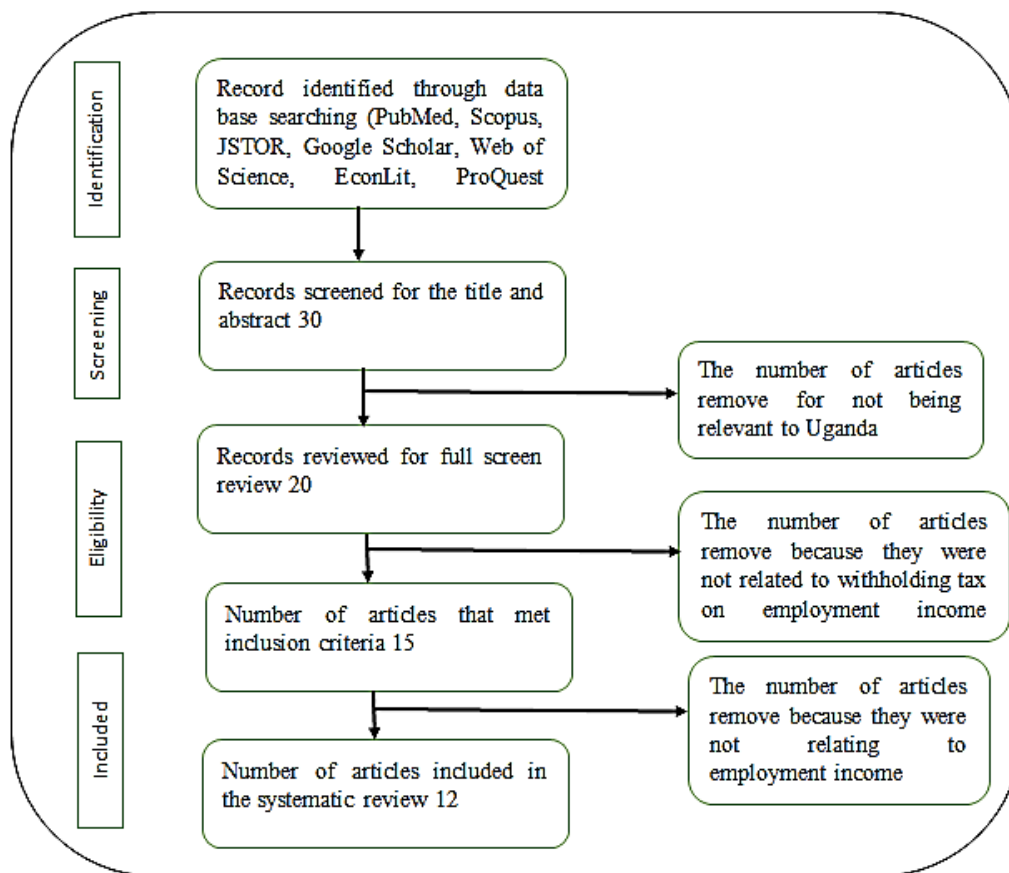 Identification
Record identified through data
base searching (PubMed, Scopus,
JSTOR, Google Scholar, Web of
Science, EconLit, ProQuest
Screening
Records screened for the title and
abstract 30
The number of articles
remove for not being
relevant to Uganda
Eligibility
Records reviewed for full screen
review 20
The number of articles
remove because they were
not related to withholding tax
on employment income
Number of articles that met
inclusion criteria 15
Included
The number of articles
remove because they were
not relating to
employment income
Number of articles included in
the systematic review 12